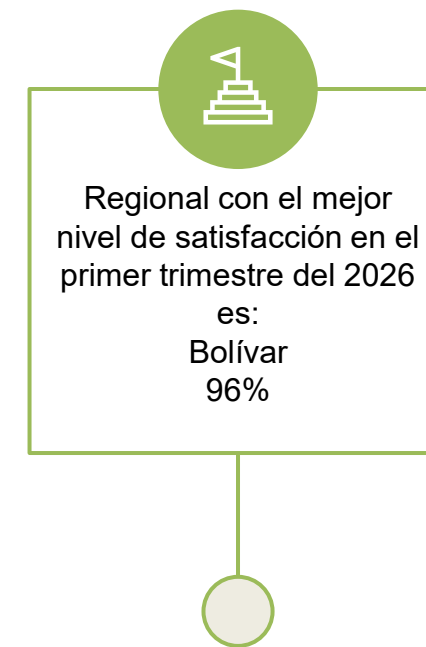 Regional con el mejor
nivel de satisfacción en el
primer trimestre del 2026
es:
Bolívar
96%